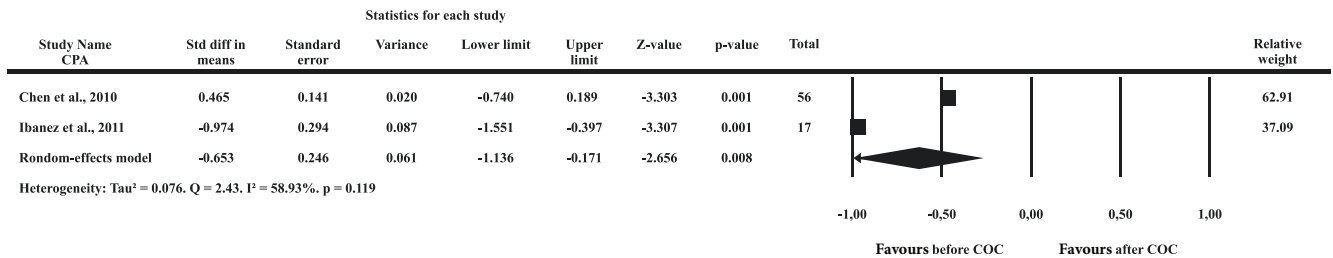 Statistics for each study
Study Name CPA Std diff in means Standard error Variance Lower limit Upper limit Z-value p-value Total Relative weight
Chen et al., 2010 0.465 0.141 0.020 -0.740 0.189 -3.303 0.001 56 62.91
Ibanez et al., 2011 -0.974 0.294 0.087 -1.551 -0.397 -3.307 0.001 17 37.09
Rondom-effects model -0.653 0.246 0.061 -1.136 -0.171 -2.656 0.008
Heterogeneity: Tau² = 0.076. Q = 2.43. I² = 58.93%. p = 0.119
-1,00 -0,50 0,00 0,50 1,00
Favours before COC Favours after COC